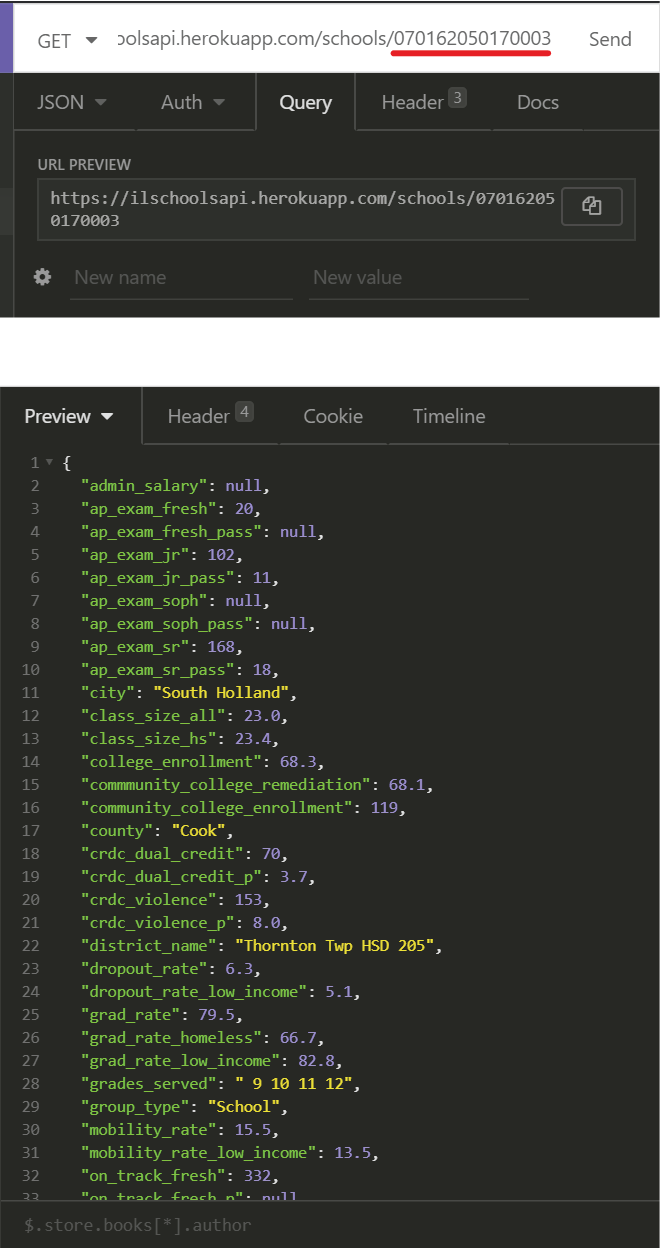 GET oolsapi.herokuapp.com/schools/070162050170003 Send
JSON Auth Query Header 3 Docs
URL PREVIEW
https://ilschoolsapi.herokuapp.com/schools/07016205
0170003
New name New value
Preview Header 4 Cookie Timeline
1 {
2 "admin_salary": null,
3 "ap_exam_fresh": 20,
4 "ap_exam_fresh_pass": null,
5 "ap_exam_jr": 102,
6 "ap_exam_jr_pass": 11,
7 "ap_exam_soph": null,
8 "ap_exam_soph_pass": null,
9 "ap_exam_sr": 168,
10 "ap_exam_sr_pass": 18,
11 "city": "South Holland",
12 "class_size_all": 23.0,
13 "class_size_hs": 23.4,
14 "college_enrollment": 68.3,
15 "commmunity_college_remediation": 68.1,
16 "community_college_enrollment": 119,
17 "county": "Cook",
18 "crdc_dual_credit": 70,
19 "crdc_dual_credit_p": 3.7,
20 "crdc_violence": 153,
21 "crdc_violence_p": 8.0,
22 "district_name": "Thornton Twp HSD 205",
23 "dropout_rate": 6.3,
24 "dropout_rate_low_income": 5.1,
25 "grad_rate": 79.5,
26 "grad_rate_homeless": 66.7,
27 "grad_rate_low_income": 82.8,
28 "grades_served": " 9 10 11 12",
29 "group_type": "School",
30 "mobility_rate": 15.5,
31 "mobility_rate_low_income": 13.5,
32 "on_track_fresh": 332,
33 "on_track_fresh_p": null
$.store.books[*].author